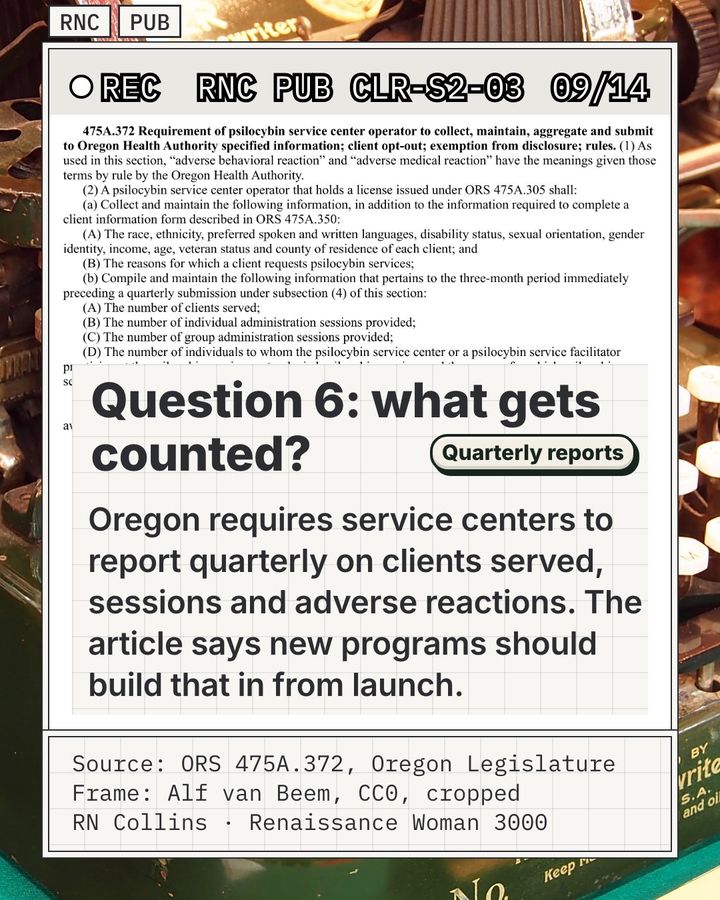 RNC PUB
writer
REC RNC PUB CLR-S2-03 09/14
475A.372 Requirement of psilocybin service center operator to collect, maintain, aggregate and submit
to Oregon Health Authority specified information; client opt-out; exemption from disclosure; rules. (1) As
used in this section, “adverse behavioral reaction” and “adverse medical reaction” have the meanings given those
terms by rule by the Oregon Health Authority.
(2) A psilocybin service center operator that holds a license issued under ORS 475A.305 shall:
(a) Collect and maintain the following information, in addition to the information required to complete a
client information form described in ORS 475A.350:
(A) The race, ethnicity, preferred spoken and written languages, disability status, sexual orientation, gender
identity, income, age, veteran status and county of residence of each client; and
(B) The reasons for which a client requests psilocybin services;
(b) Compile and maintain the following information that pertains to the three-month period immediately
preceding a quarterly submission under subsection (4) of this section:
(A) The number of clients served;
(B) The number of individual administration sessions provided;
(C) The number of group administration sessions provided;
(D) The number of individuals to whom the psilocybin service center or a psilocybin service facilitator
Question 6: what gets
counted?
Quarterly reports
Oregon requires service centers to
report quarterly on clients served,
sessions and adverse reactions. The
article says new programs should
build that in from launch.
Source: ORS 475A.372, Oregon Legislature
Frame: Alf van Beem, CC0, cropped
RN Collins · Renaissance Woman 3000
BY
write
S.A.
and oil
Keep
No.